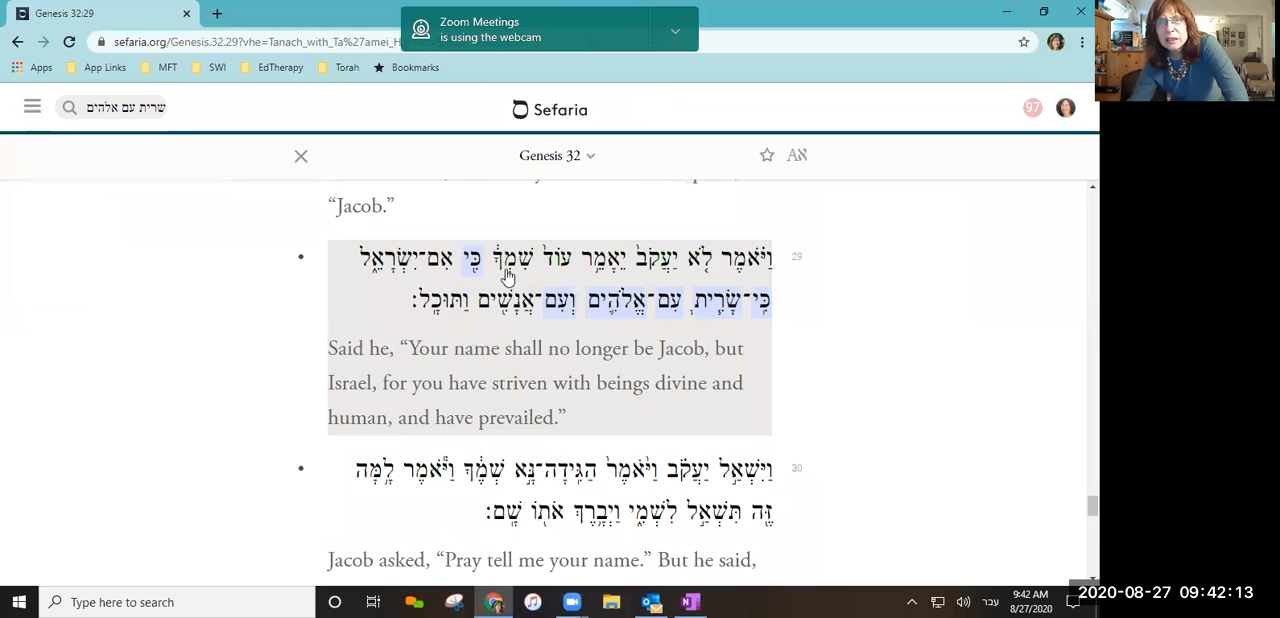 Genesis 32:29
Zoom Meetings
is using the webcam
sefaria.org/Genesis.32.29?vhe=Tanach_with_Ta%27amei_H
Apps
App Links
MFT
SWI
EdTherapy
Torah
Bookmarks
שרית עם אלהים
Sefaria
97
Genesis 32
“Jacob.”
וַיֹּ֗אמֶר לֹ֤א יַעֲקֹב֙ יֵאָמֵ֥ר עוֹד֙ שִׁמְךָ֔ כִּ֖י אִם־יִשְׂרָאֵ֑ל
29
כִּֽי־שָׂרִ֧יתָ עִם־אֱלֹהִ֛ים וְעִם־אֲנָשִׁ֖ים וַתּוּכָֽל׃
Said he, “Your name shall no longer be Jacob, but
Israel, for you have striven with beings divine and
human, and have prevailed.”
וַיִּשְׁאַ֣ל יַעֲקֹ֗ב וַיֹּ֙אמֶר֙ הַגִּֽידָה־נָּ֣א שְׁמֶ֔ךָ וַיֹּ֕אמֶר לָ֥מָּה
30
זֶּ֖ה תִּשְׁאַ֣ל לִשְׁמִ֑י וַיְבָ֥רֶךְ אֹת֖וֹ שָֽׁם׃
Jacob asked, “Pray tell me your name.” But he said,
Type here to search
עבר
9:42 AM
8/27/2020
2020-08-27 09:42:13